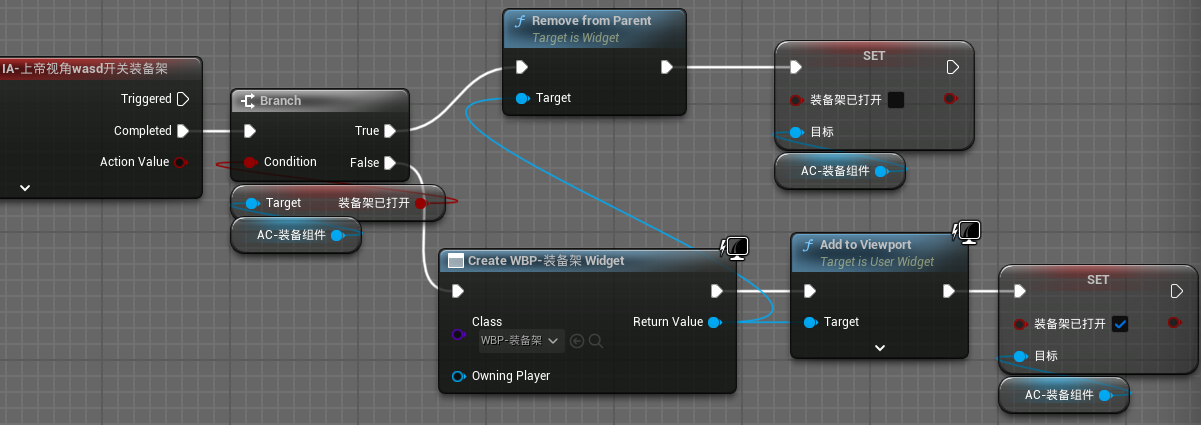 Remove from Parent
Target is Widget
Target
SET
装备架已打开
目标
AC-装备组件
IA-上帝视角wasd开关装备架
Triggered
Completed
Action Value
Branch
True
Condition
False
Target
装备架已打开
AC-装备组件
Create WBP-装备架 Widget
Class
Return Value
WBP-装备架
Owning Player
Add to Viewport
Target is User Widget
Target
SET
装备架已打开
目标
AC-装备组件